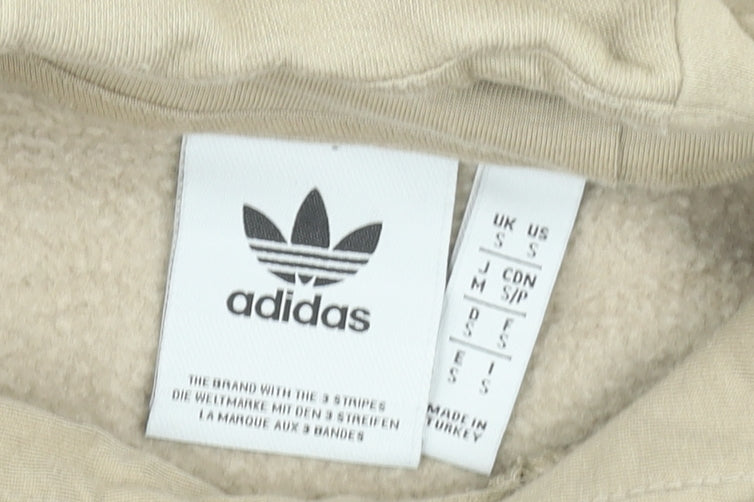 adidas
THE BRAND WITH THE 3 STRIPES
DIE WELTMARKE MIT DEN 3 STREIFEN
LA MARQUE AUX 3 BANDES
UK US
S S
J CDN
M S/P
D F
S S
E I
S S
MADE IN
TURKEY